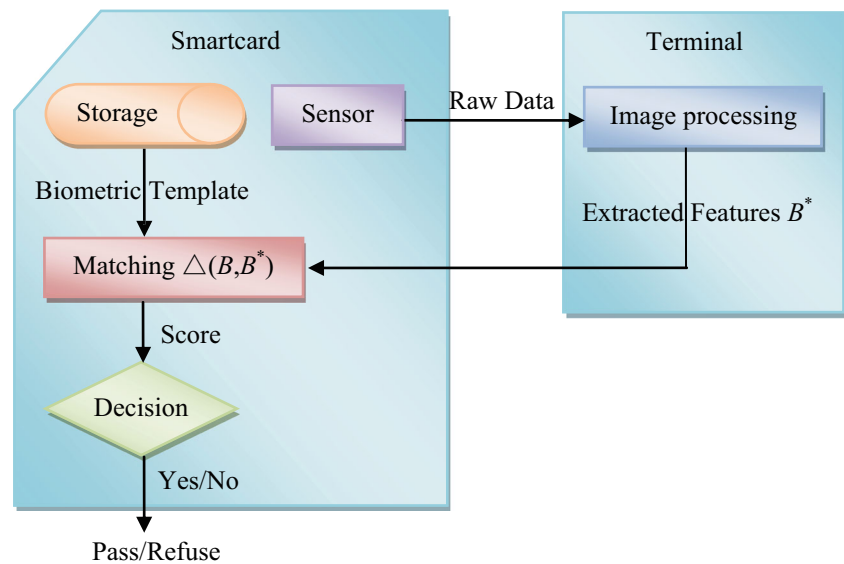 Smartcard
Terminal
Storage
Sensor
Raw Data
Image processing
Biometric Template
Extracted Features B*
Matching △(B,B*)
Score
Decision
Yes/No
Pass/Refuse